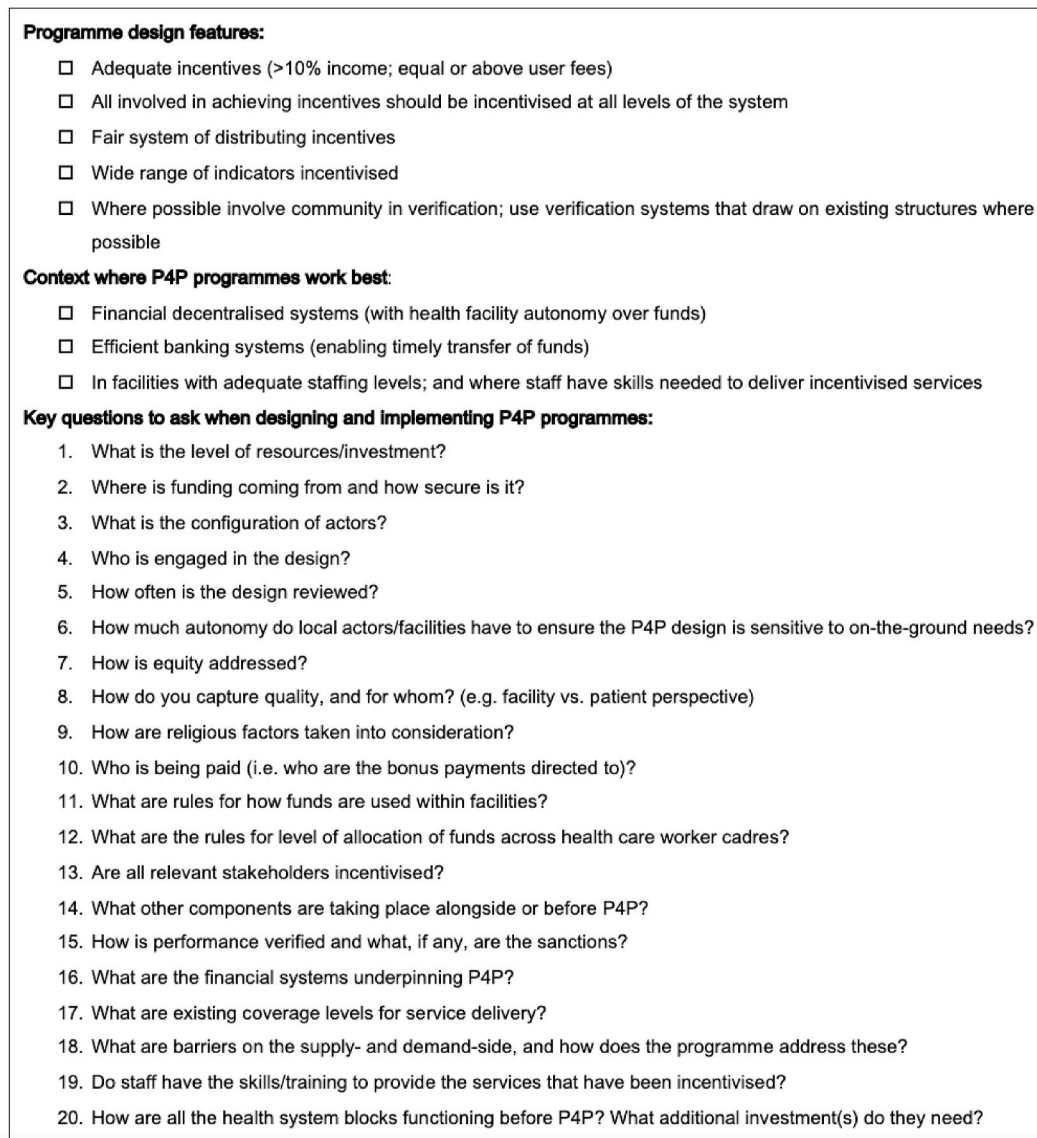 Programme design features:
☐ Adequate incentives (>10% income; equal or above user fees)
☐ All involved in achieving incentives should be incentivised at all levels of the system
☐ Fair system of distributing incentives
☐ Wide range of indicators incentivised
☐ Where possible involve community in verification; use verification systems that draw on existing structures where
possible
Context where P4P programmes work best:
☐ Financial decentralised systems (with health facility autonomy over funds)
☐ Efficient banking systems (enabling timely transfer of funds)
☐ In facilities with adequate staffing levels; and where staff have skills needed to deliver incentivised services
Key questions to ask when designing and implementing P4P programmes:
1. What is the level of resources/investment?
2. Where is funding coming from and how secure is it?
3. What is the configuration of actors?
4. Who is engaged in the design?
5. How often is the design reviewed?
6. How much autonomy do local actors/facilities have to ensure the P4P design is sensitive to on-the-ground needs?
7. How is equity addressed?
8. How do you capture quality, and for whom? (e.g. facility vs. patient perspective)
9. How are religious factors taken into consideration?
10. Who is being paid (i.e. who are the bonus payments directed to)?
11. What are rules for how funds are used within facilities?
12. What are the rules for level of allocation of funds across health care worker cadres?
13. Are all relevant stakeholders incentivised?
14. What other components are taking place alongside or before P4P?
15. How is performance verified and what, if any, are the sanctions?
16. What are the financial systems underpinning P4P?
17. What are existing coverage levels for service delivery?
18. What are barriers on the supply- and demand-side, and how does the programme address these?
19. Do staff have the skills/training to provide the services that have been incentivised?
20. How are all the health system blocks functioning before P4P? What additional investment(s) do they need?